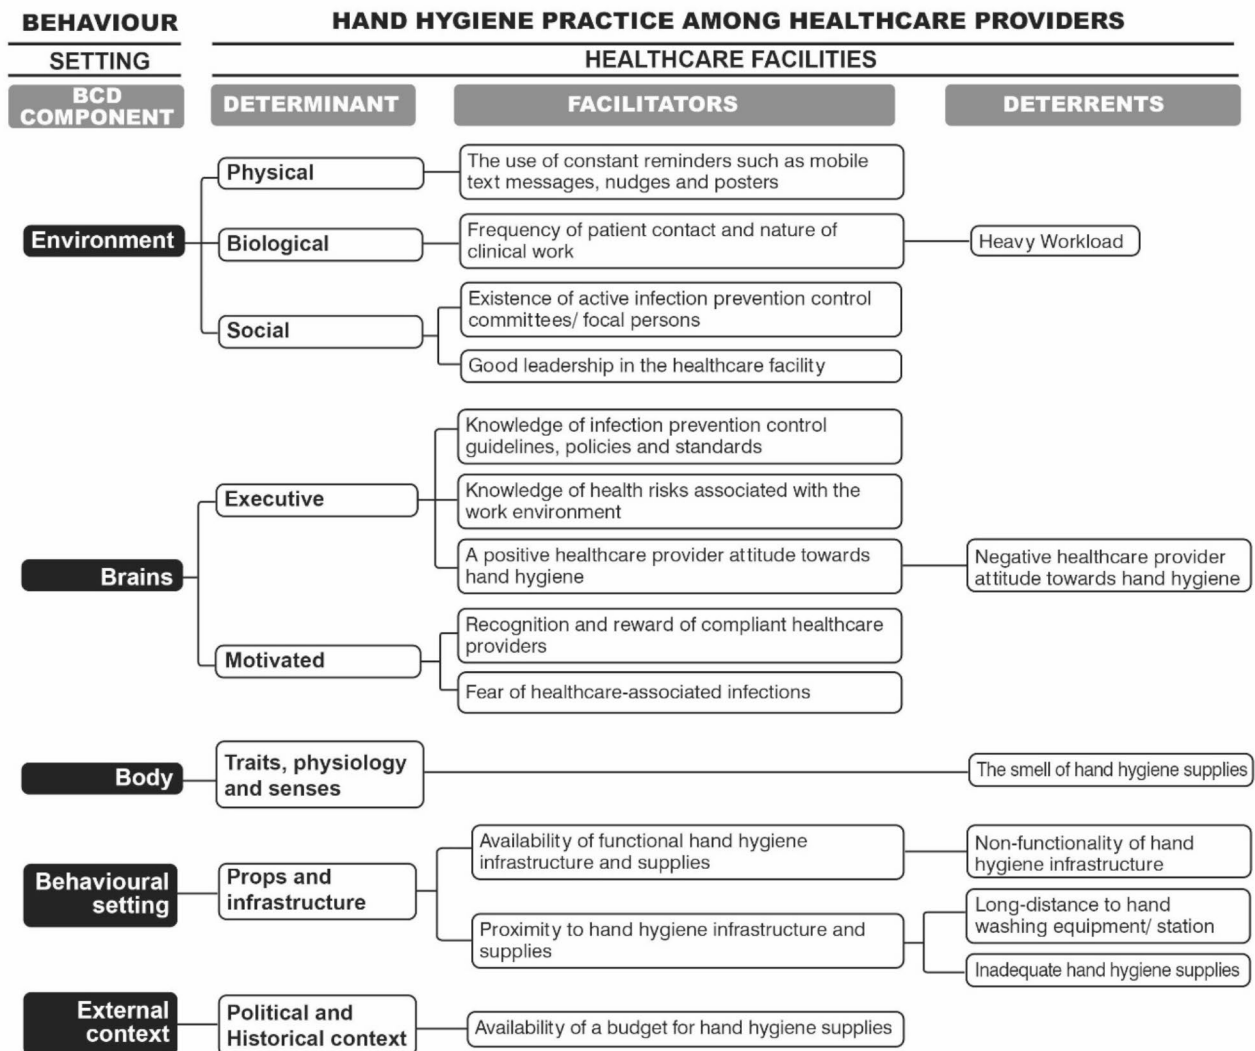 BEHAVIOUR
HAND HYGIENE PRACTICE AMONG HEALTHCARE PROVIDERS
SETTING
HEALTHCARE FACILITIES
BCD
COMPONENT
DETERMINANT
FACILITATORS
DETERRENTS
Environment
Physical
The use of constant reminders such as mobile
text messages, nudges and posters
Biological
Frequency of patient contact and nature of
clinical work
Heavy Workload
Social
Existence of active infection prevention control
committees/ focal persons
Good leadership in the healthcare facility
Brains
Executive
Knowledge of infection prevention control
guidelines, policies and standards
Knowledge of health risks associated with the
work environment
A positive healthcare provider attitude towards
hand hygiene
Negative healthcare provider
attitude towards hand hygiene
Motivated
Recognition and reward of compliant healthcare
providers
Fear of healthcare-associated infections
Body
Traits, physiology
and senses
The smell of hand hygiene supplies
Behavioural
setting
Props and
infrastructure
Availability of functional hand hygiene
infrastructure and supplies
Non-functionality of hand
hygiene infrastructure
Proximity to hand hygiene infrastructure and
supplies
Long-distance to hand
washing equipment/ station
Inadequate hand hygiene supplies
External
context
Political and
Historical context
Availability of a budget for hand hygiene supplies